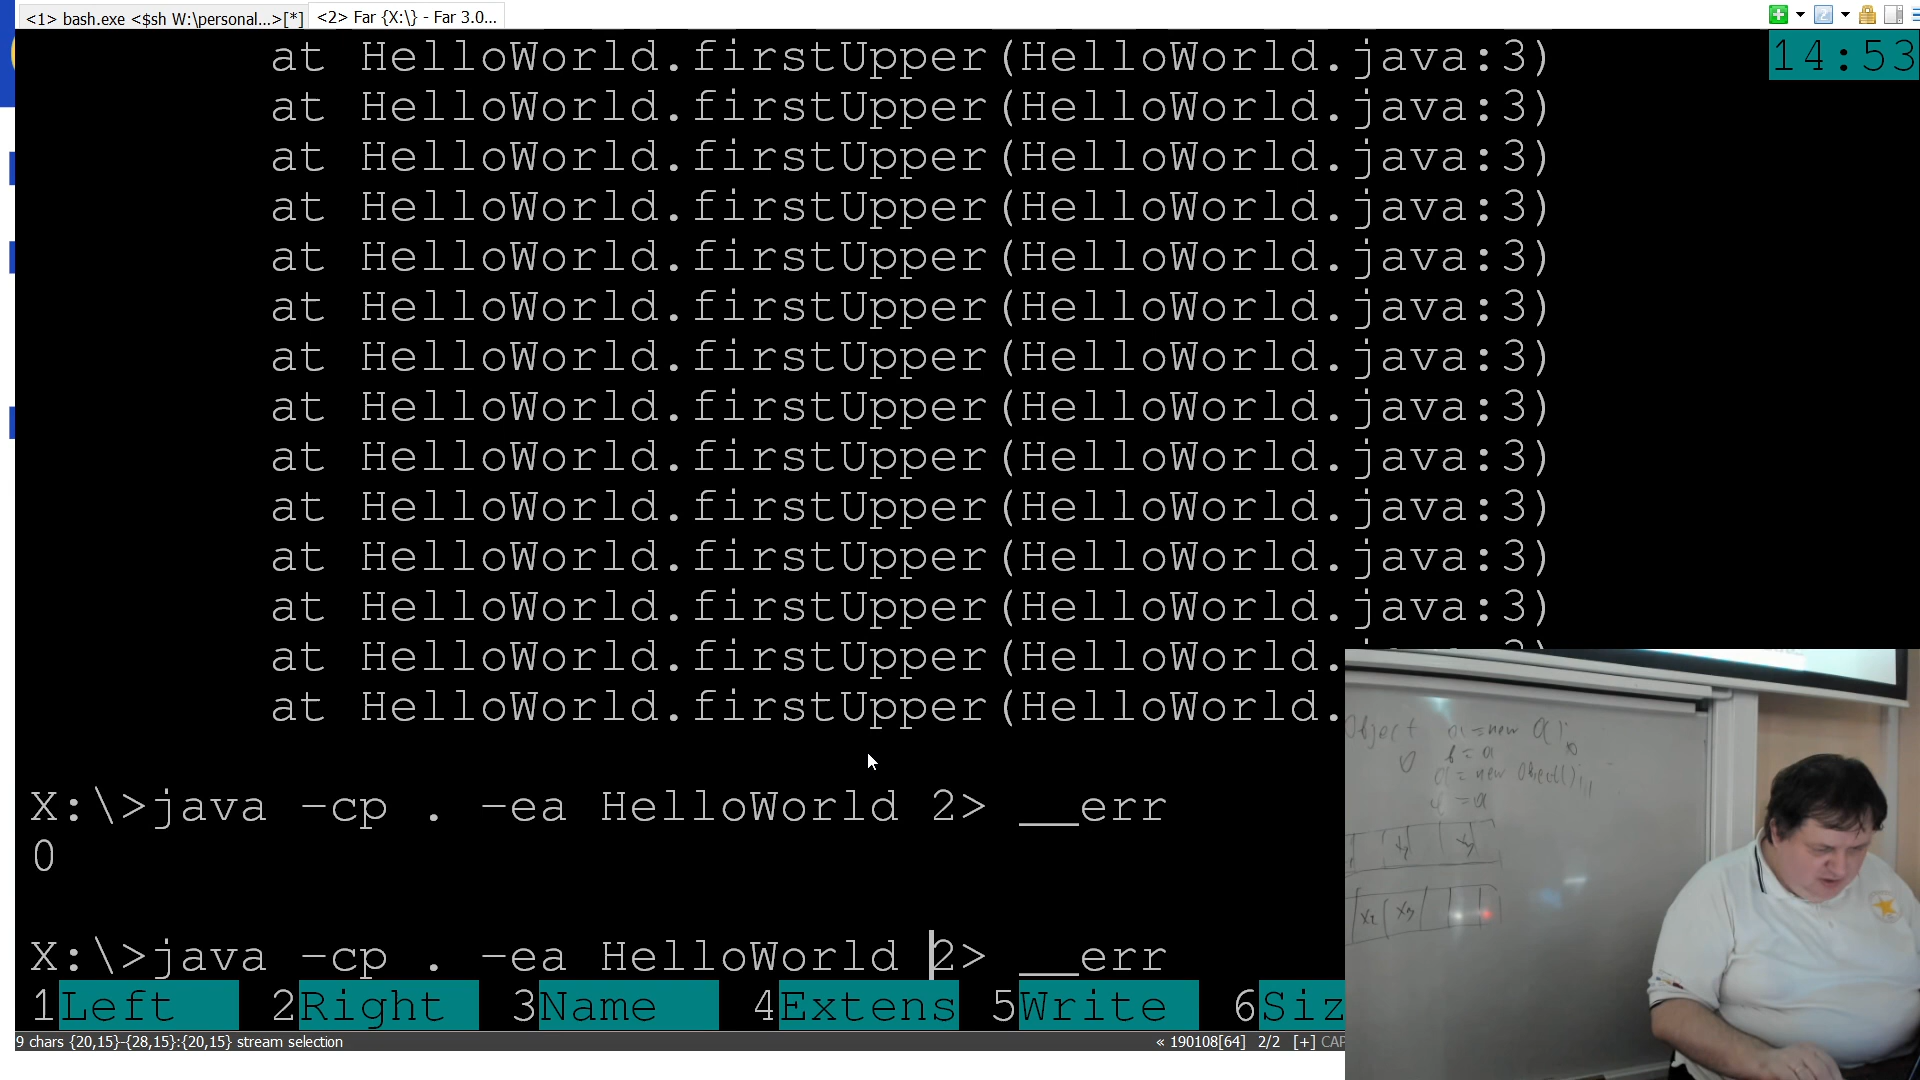 <1> bash.exe <$sh W:\personal...>[*] <2> Far {X:\} - Far 3.0...
14:53
at HelloWorld.firstUpper(HelloWorld.java:3)
at HelloWorld.firstUpper(HelloWorld.java:3)
at HelloWorld.firstUpper(HelloWorld.java:3)
at HelloWorld.firstUpper(HelloWorld.java:3)
at HelloWorld.firstUpper(HelloWorld.java:3)
at HelloWorld.firstUpper(HelloWorld.java:3)
at HelloWorld.firstUpper(HelloWorld.java:3)
at HelloWorld.firstUpper(HelloWorld.java:3)
at HelloWorld.firstUpper(HelloWorld.java:3)
at HelloWorld.firstUpper(HelloWorld.java:3)
at HelloWorld.firstUpper(HelloWorld.java:3)
at HelloWorld.firstUpper(HelloWorld.java:3)
at HelloWorld.firstUpper(HelloWorld.
at HelloWorld.firstUpper(HelloWorld.
X:\>java -cp . -ea HelloWorld 2> __err
0
X:\>java -cp . -ea HelloWorld 2> __err
1Left 2Right 3Name 4Extens 5Write 6Siz
9 chars {20,15}-{28,15}:{20,15} stream selection « 190108[64] 2/2 [+] CAP
Object a = new
b = a
= new Object()
= a